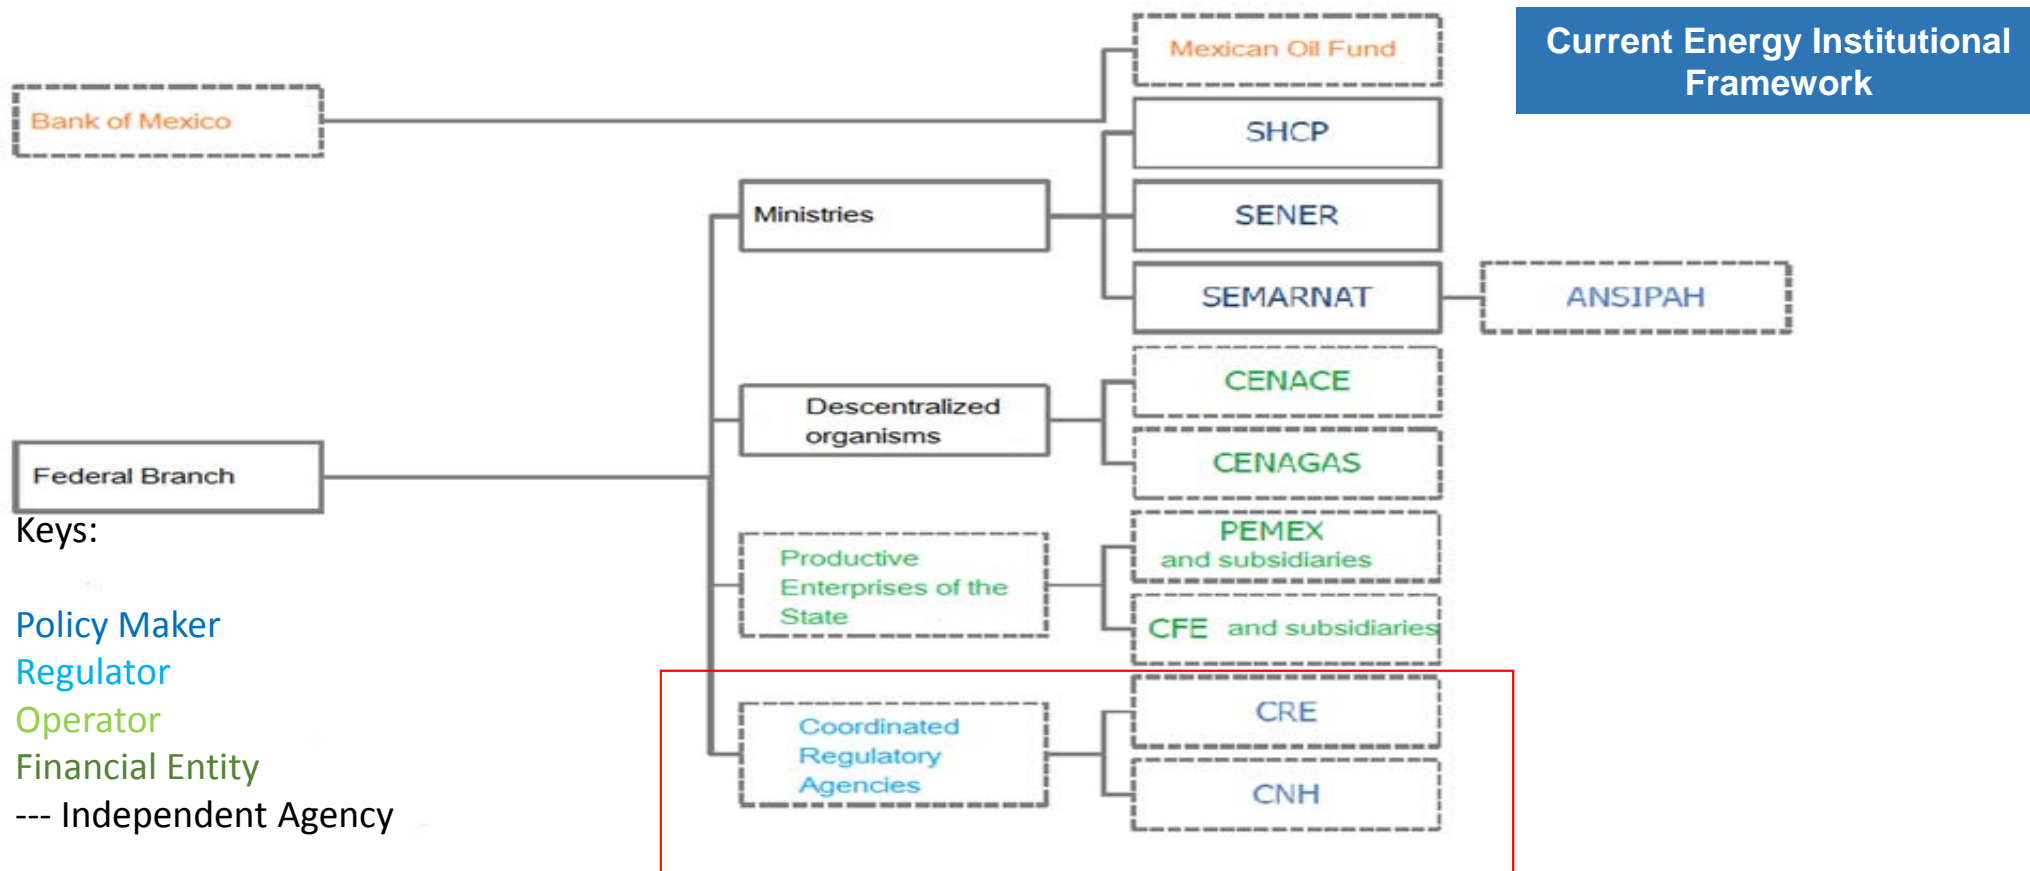 Current Energy Institutional
Framework
Mexican Oil Fund
Bank of Mexico
SHCP
Ministries
SENER
SEMARNAT
ANSIPAH
CENACE
Descentralized
organisms
CENAGAS
Federal Branch
PEMEX
and subsidiaries
Productive
Enterprises of the
State
CFE and subsidiaries
CRE
Coordinated
Regulatory
Agencies
CNH
Keys:
Policy Maker
Regulator
Operator
Financial Entity
--- Independent Agency